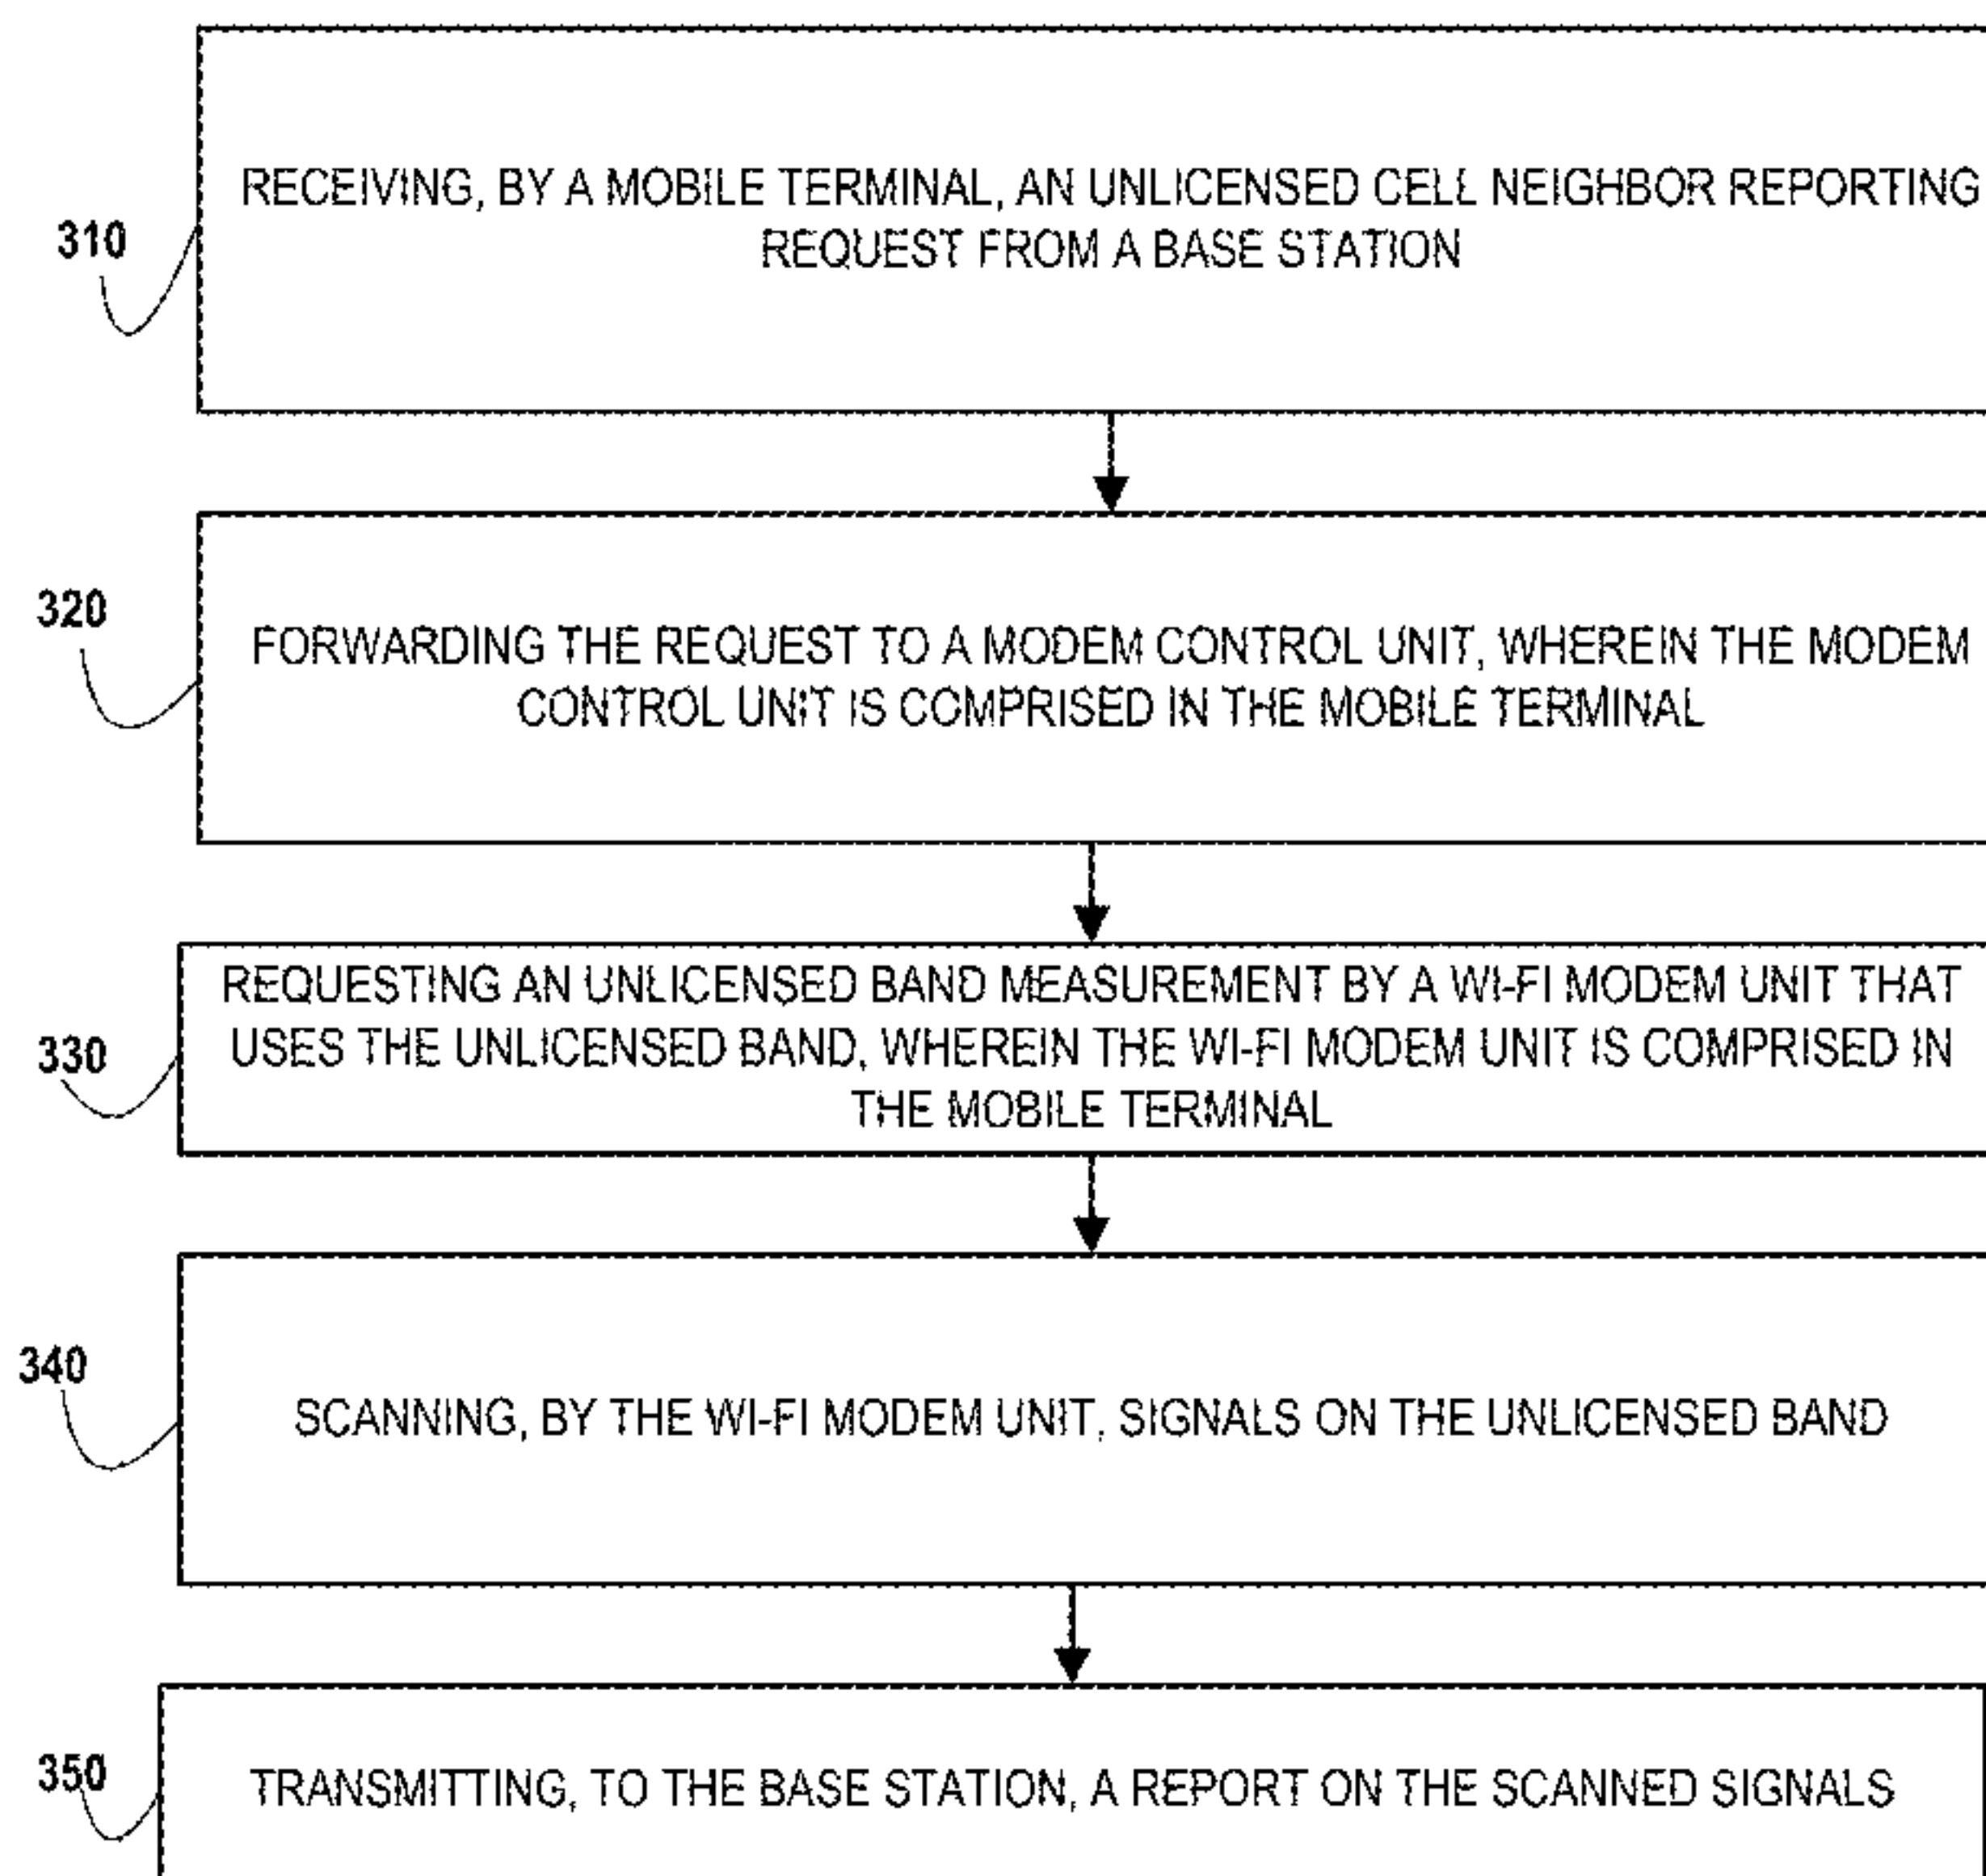 310
RECEIVING, BY A MOBILE TERMINAL, AN UNLICENSED CELL NEIGHBOR REPORTING
REQUEST FROM A BASE STATION
320
FORWARDING THE REQUEST TO A MODEM CONTROL UNIT, WHEREIN THE MODEM
CONTROL UNIT IS COMPRISED IN THE MOBILE TERMINAL
330
REQUESTING AN UNLICENSED BAND MEASUREMENT BY A WI-FI MODEM UNIT THAT
USES THE UNLICENSED BAND, WHEREIN THE WI-FI MODEM UNIT IS COMPRISED IN
THE MOBILE TERMINAL
340
SCANNING, BY THE WI-FI MODEM UNIT, SIGNALS ON THE UNLICENSED BAND
350
TRANSMITTING, TO THE BASE STATION, A REPORT ON THE SCANNED SIGNALS